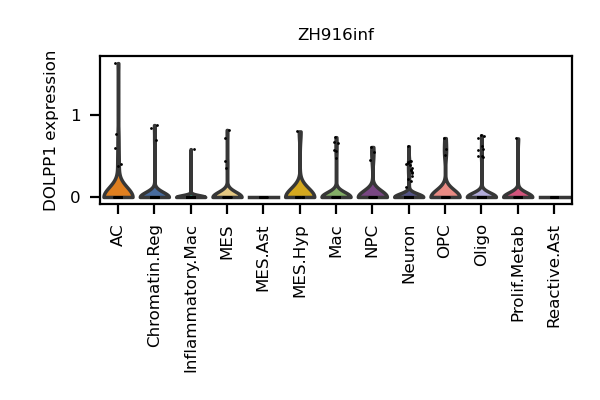 ZH916inf
DOLPP1 expression
1
0
AC
Chromatin.Reg
Inflammatory.Mac
MES
MES.Ast
MES.Hyp
Mac
NPC
Neuron
OPC
Oligo
Prolif.Metab
Reactive.Ast